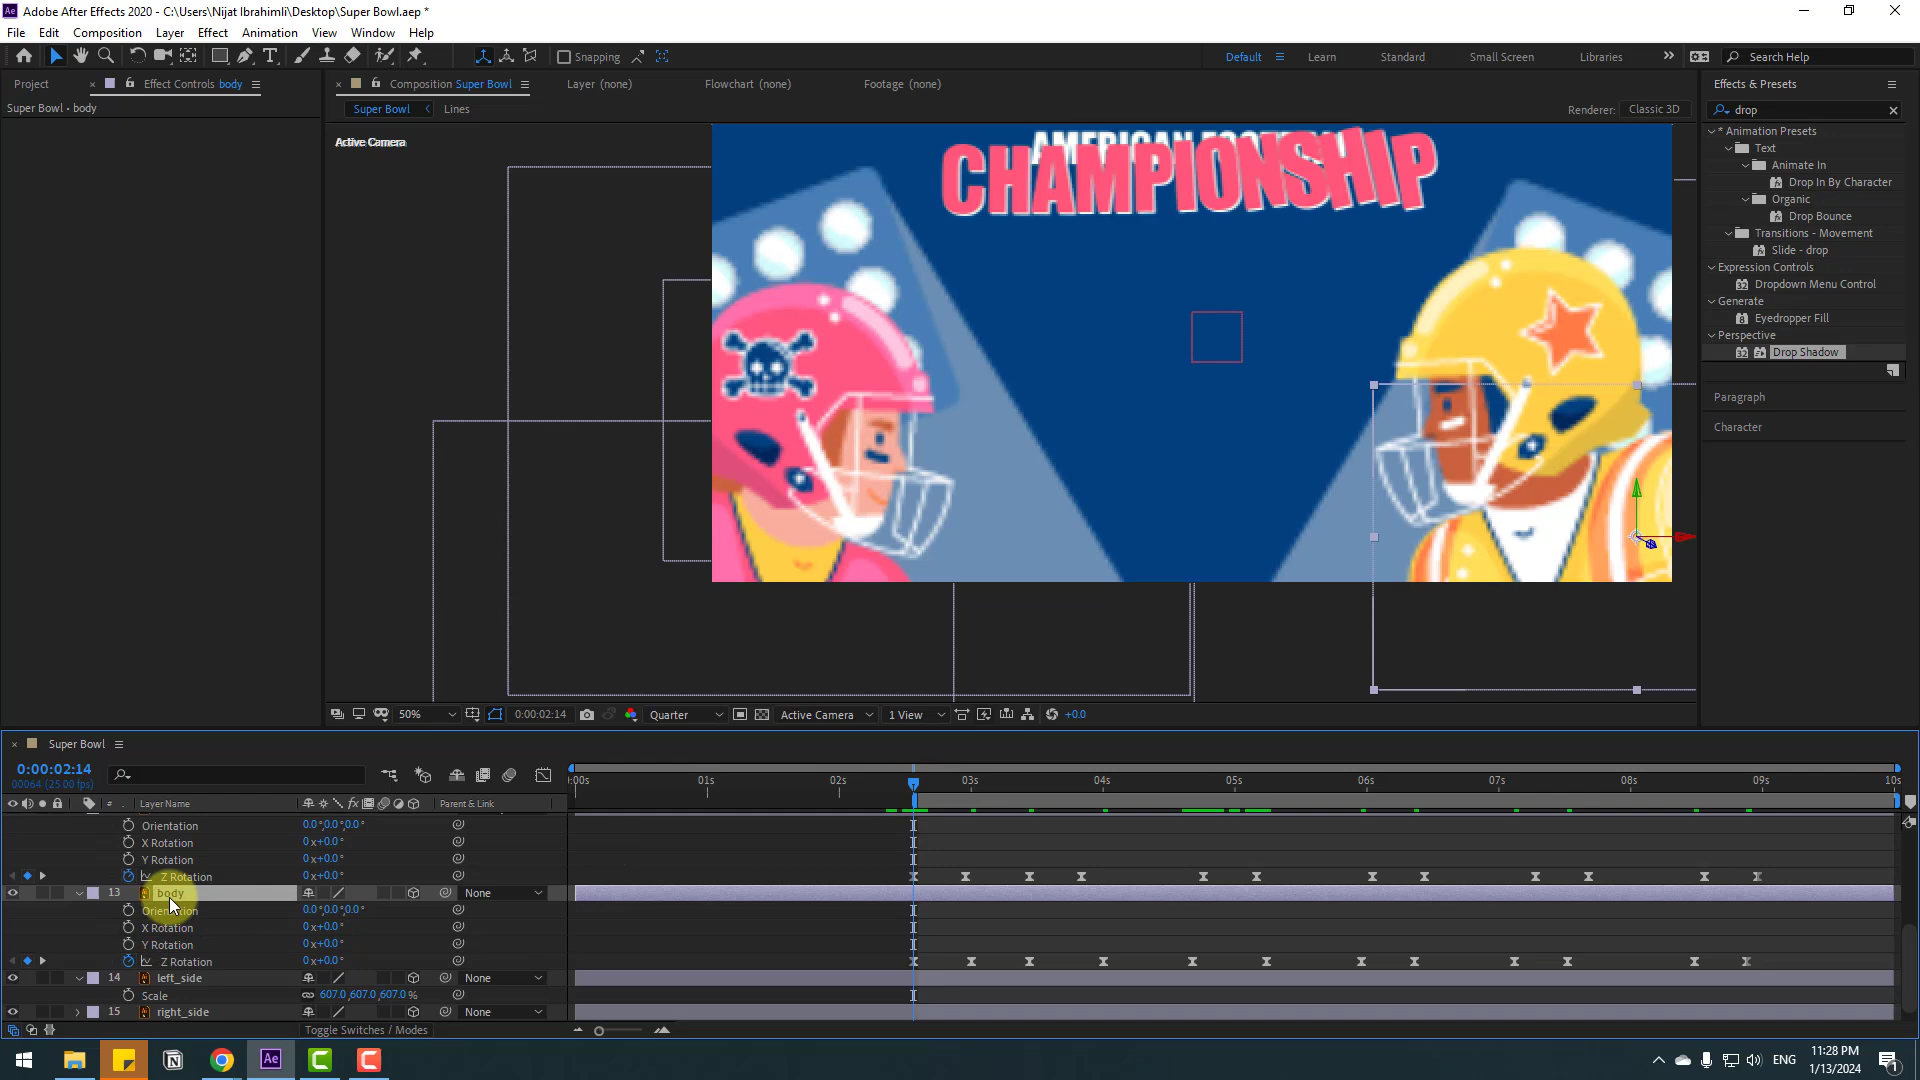 Adobe After Effects 2020 - C:\Users\Nijat Ibrahimli\Desktop\Super Bowl.aep *
File Edit Composition Layer Effect Animation View Window Help
Snapping Default Learn Standard Small Screen Libraries Search Help
Project Effect Controls body Composition Super Bowl Layer (none) Flowchart (none) Footage (none) Effects & Presets
Super Bowl • body Super Bowl Lines Renderer: Classic 3D drop
Active Camera
AMERICAN FOOTBALL
CHAMPIONSHIP
* Animation Presets
Text
Animate In
Drop In By Character
Organic
Drop Bounce
Transitions - Movement
Slide - drop
Expression Controls
Dropdown Menu Control
Generate
Eyedropper Fill
Perspective
Drop Shadow
Paragraph
Character
50% 0:00:02:14 Quarter Active Camera 1 View +0.0
Super Bowl
0:00:02:14
00064 (25.00 fps)
:00s 01s 02s 03s 04s 05s 06s 07s 08s 09s 10s
# Layer Name fx Parent & Link
Orientation 0.0°,0.0°,0.0°
X Rotation 0x+0.0°
Y Rotation 0x+0.0°
Z Rotation 0x+0.0°
13 body None
Orientation 0.0°,0.0°,0.0°
X Rotation 0x+0.0°
Y Rotation 0x+0.0°
Z Rotation 0x+0.0°
14 left_side None
Scale 607.0,607.0,607.0%
15 right_side None
Toggle Switches / Modes
Ae ENG 11:28 PM
1/13/2024
1